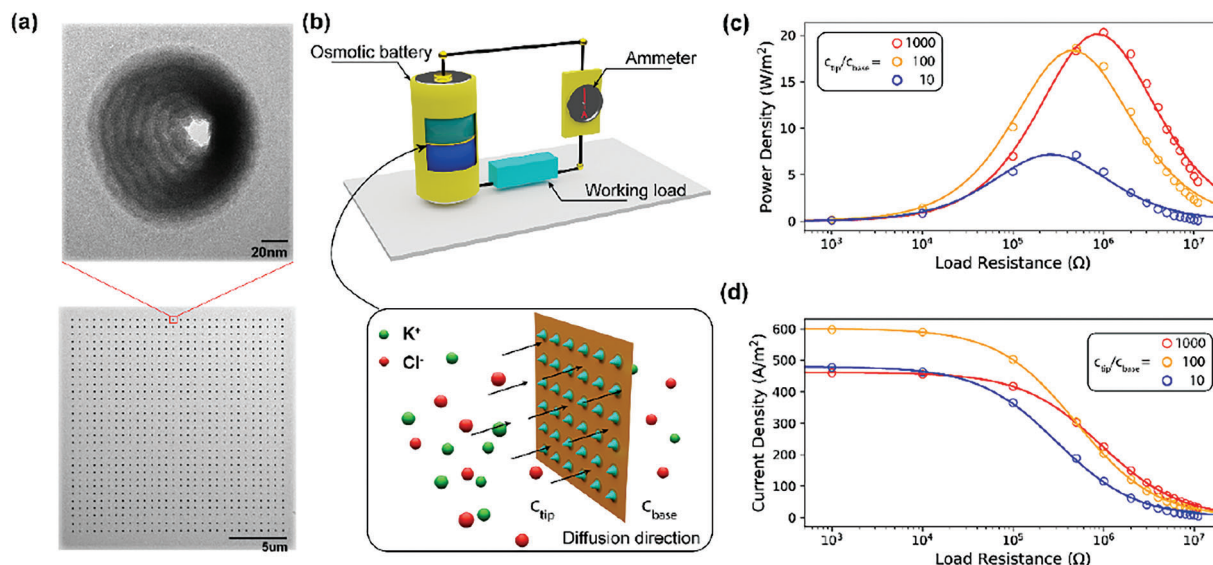 (a)
20nm
5um
(b)
Osmotic battery
Ammeter
A
Working load
K⁺
Cl⁻
C_tip
C_base
Diffusion direction
(c)
Power Density (W/m²)
20
15
10
5
0
c_tip/c_base =
1000
100
10
10³
10⁴
10⁵
10⁶
10⁷
Load Resistance (Ω)
(d)
Current Density (A/m²)
600
500
400
300
200
100
0
c_tip/c_base =
1000
100
10
10³
10⁴
10⁵
10⁶
10⁷
Load Resistance (Ω)